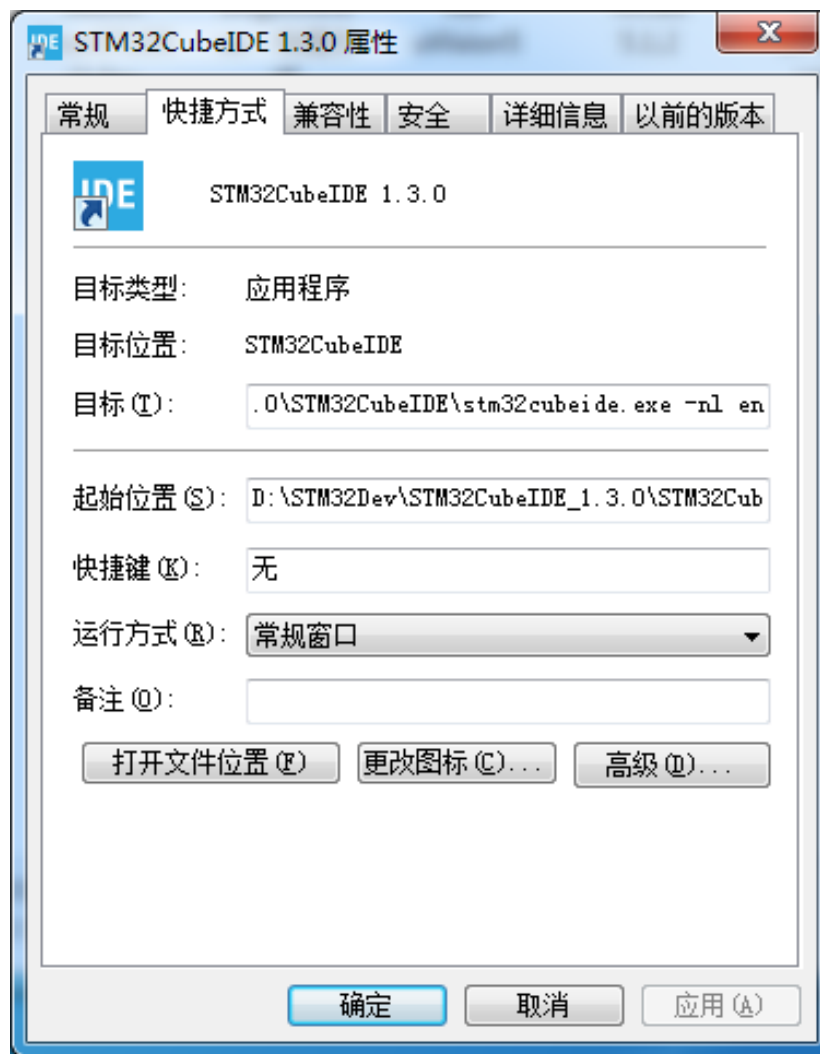 STM32CubeIDE 1.3.0 属性
常规 快捷方式 兼容性 安全 详细信息 以前的版本
IDE STM32CubeIDE 1.3.0
目标类型: 应用程序
目标位置: STM32CubeIDE
目标(T): .0\STM32CubeIDE\stm32cubeide.exe -nl en
起始位置(S): D:\STM32Dev\STM32CubeIDE_1.3.0\STM32Cub
快捷键(K): 无
运行方式(R): 常规窗口
备注(O):
打开文件位置(F) 更改图标(C)... 高级(D)...
确定 取消 应用(A)